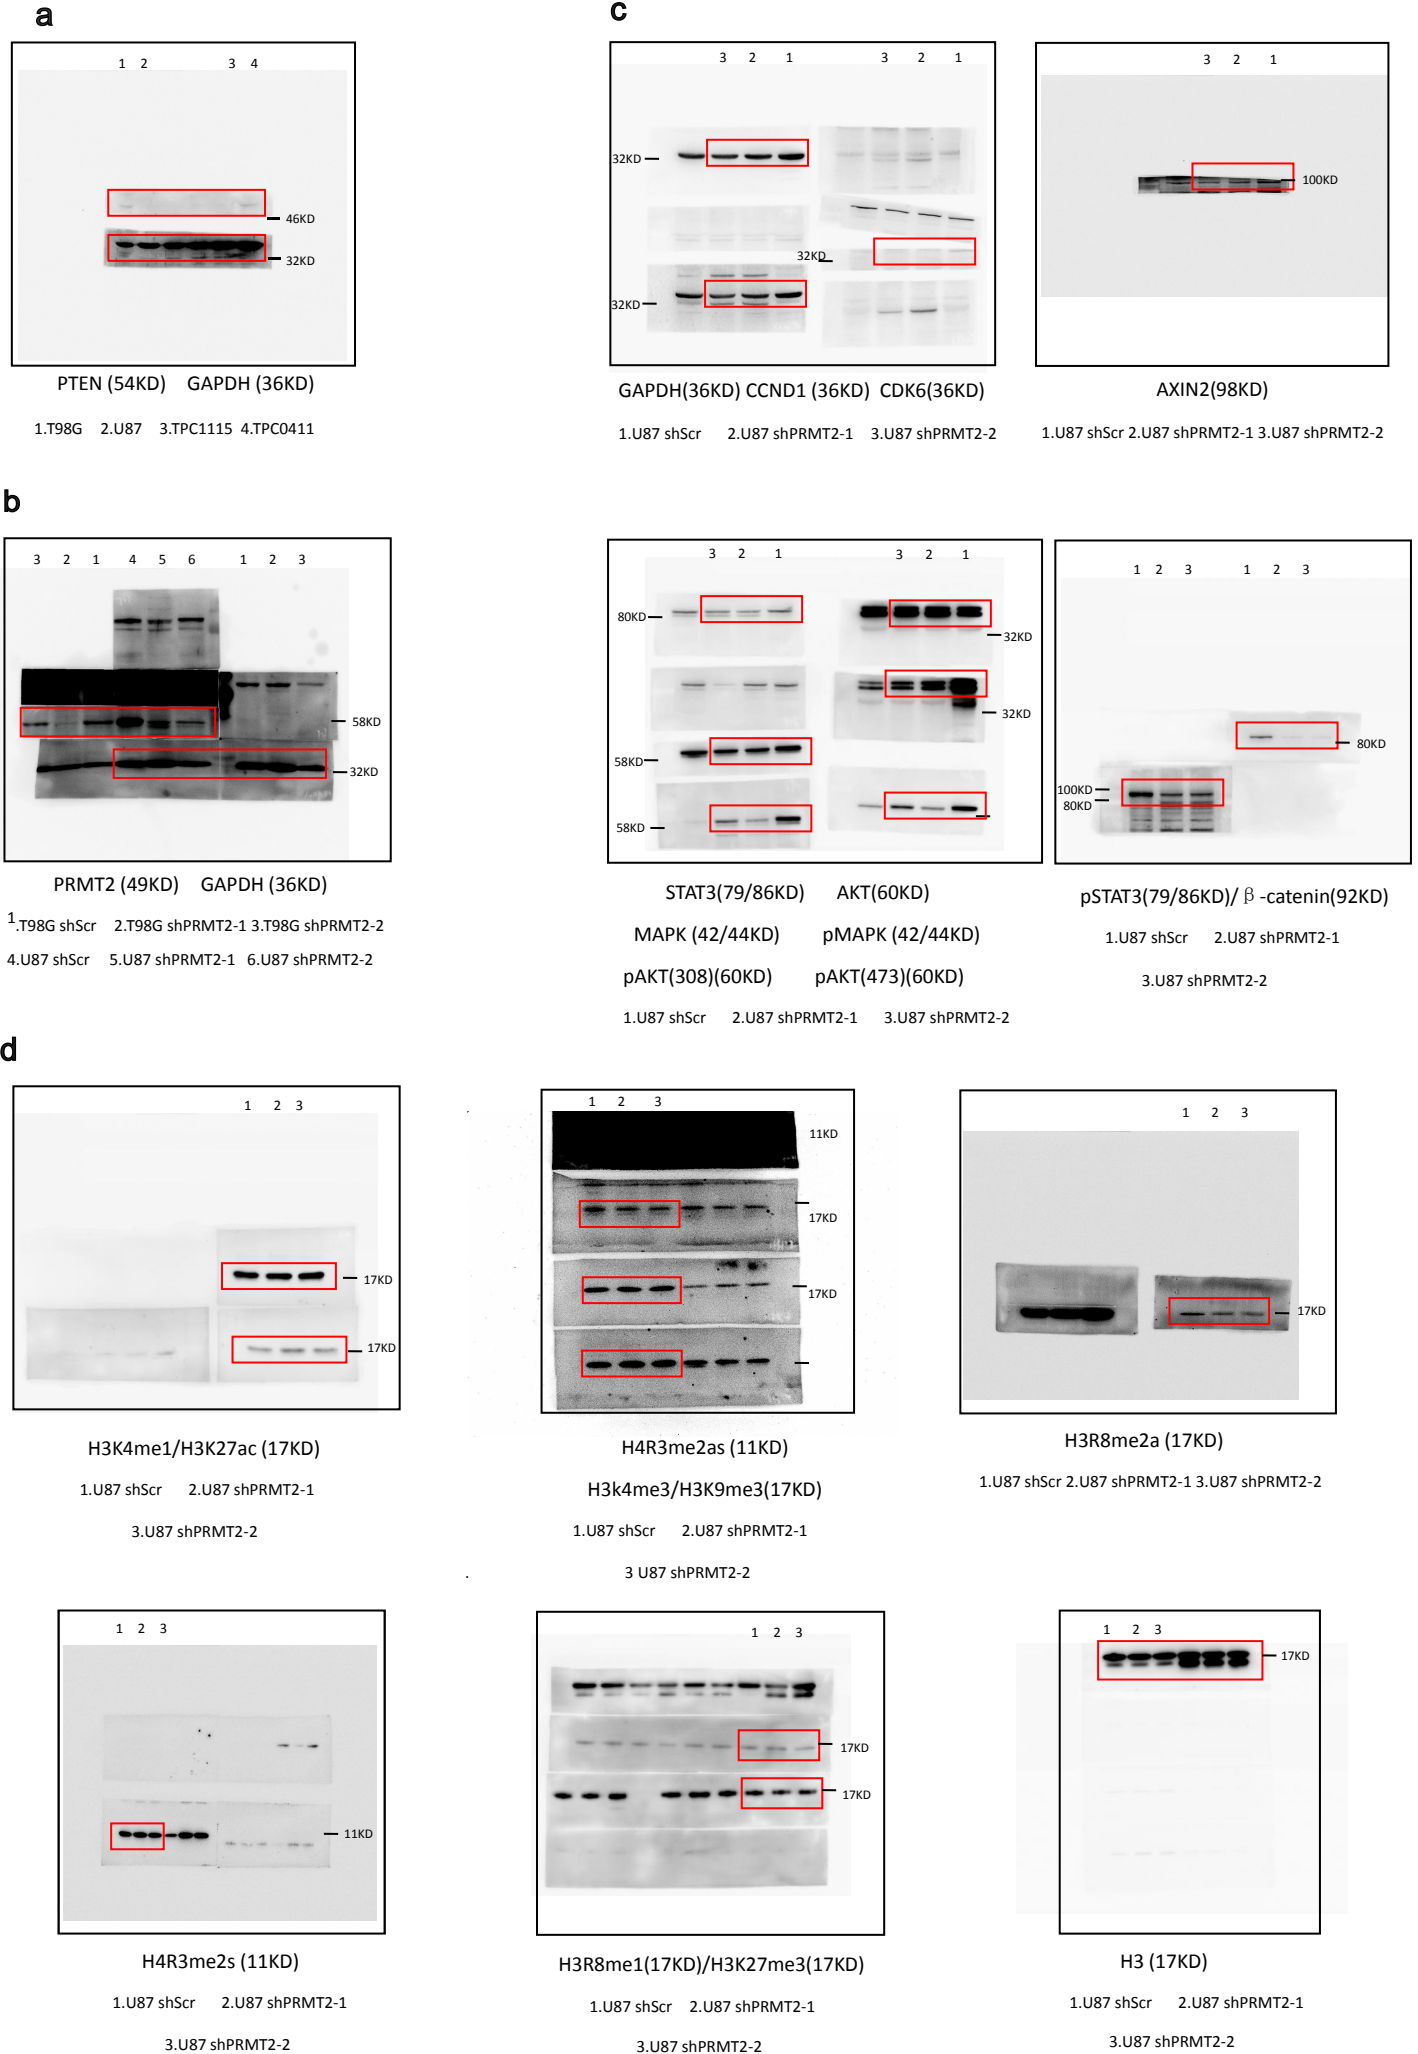 a
1 2 3 4
46KD
32KD
PTEN (54KD) GAPDH (36KD)
1.T98G 2.U87 3.TPC1115 4.TPC0411
c
3 2 1 3 2 1
32KD
32KD
32KD
GAPDH(36KD) CCND1 (36KD) CDK6(36KD)
1.U87 shScr 2.U87 shPRMT2-1 3.U87 shPRMT2-2
3 2 1
100KD
AXIN2(98KD)
1.U87 shScr 2.U87 shPRMT2-1 3.U87 shPRMT2-2
b
3 2 1 4 5 6 1 2 3
58KD
32KD
PRMT2 (49KD) GAPDH (36KD)
1.T98G shScr 2.T98G shPRMT2-1 3.T98G shPRMT2-2
4.U87 shScr 5.U87 shPRMT2-1 6.U87 shPRMT2-2
3 2 1 3 2 1
80KD
32KD
32KD
58KD
58KD
STAT3(79/86KD) AKT(60KD)
MAPK (42/44KD) pMAPK (42/44KD)
pAKT(308)(60KD) pAKT(473)(60KD)
1.U87 shScr 2.U87 shPRMT2-1 3.U87 shPRMT2-2
1 2 3 1 2 3
80KD
100KD
80KD
pSTAT3(79/86KD)/ β -catenin(92KD)
1.U87 shScr 2.U87 shPRMT2-1
3.U87 shPRMT2-2
d
1 2 3
17KD
17KD
H3K4me1/H3K27ac (17KD)
1.U87 shScr 2.U87 shPRMT2-1
3.U87 shPRMT2-2
1 2 3
11KD
17KD
17KD
H4R3me2as (11KD)
H3k4me3/H3K9me3(17KD)
1.U87 shScr 2.U87 shPRMT2-1
3 U87 shPRMT2-2
1 2 3
17KD
H3R8me2a (17KD)
1.U87 shScr 2.U87 shPRMT2-1 3.U87 shPRMT2-2
.
1 2 3
11KD
H4R3me2s (11KD)
1.U87 shScr 2.U87 shPRMT2-1
3.U87 shPRMT2-2
1 2 3
17KD
17KD
H3R8me1(17KD)/H3K27me3(17KD)
1.U87 shScr 2.U87 shPRMT2-1
3.U87 shPRMT2-2
1 2 3
17KD
H3 (17KD)
1.U87 shScr 2.U87 shPRMT2-1
3.U87 shPRMT2-2